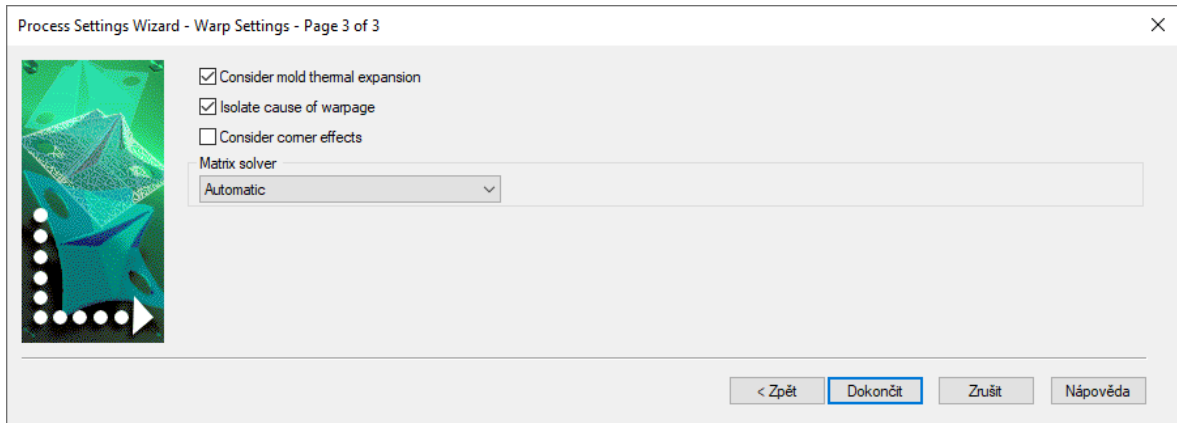 Process Settings Wizard - Warp Settings - Page 3 of 3
Consider mold thermal expansion
Isolate cause of warpage
Consider corner effects
Matrix solver
Automatic
< Zpět Dokončit Zrušit Nápověda